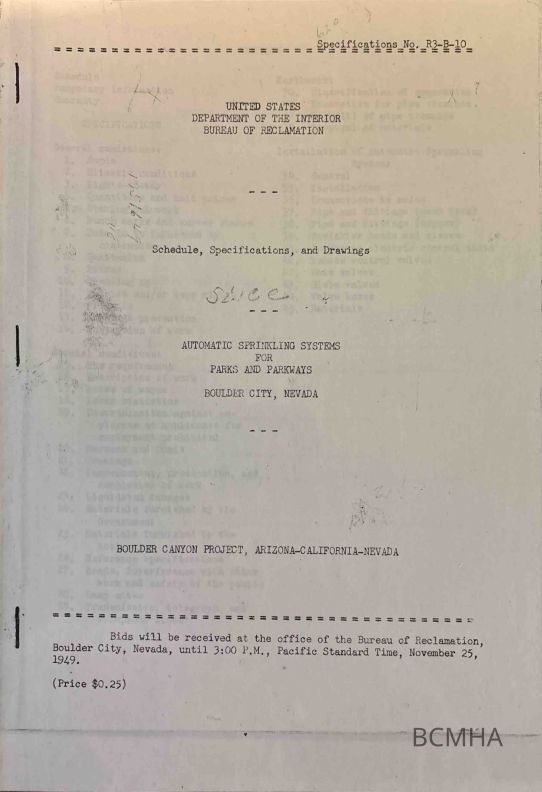 Specifications No. R3-B-10
UNITED STATES
DEPARTMENT OF THE INTERIOR
BUREAU OF RECLAMATION
- - -
Schedule, Specifications, and Drawings
- - -
AUTOMATIC SPRINKLING SYSTEMS
FOR
PARKS AND PARKWAYS
BOULDER CITY, NEVADA
- - -
BOULDER CANYON PROJECT, ARIZONA-CALIFORNIA-NEVADA
Bids will be received at the office of the Bureau of Reclamation,
Boulder City, Nevada, until 3:00 P.M., Pacific Standard Time, November 25,
1949.
(Price $0.25)
BCMHA